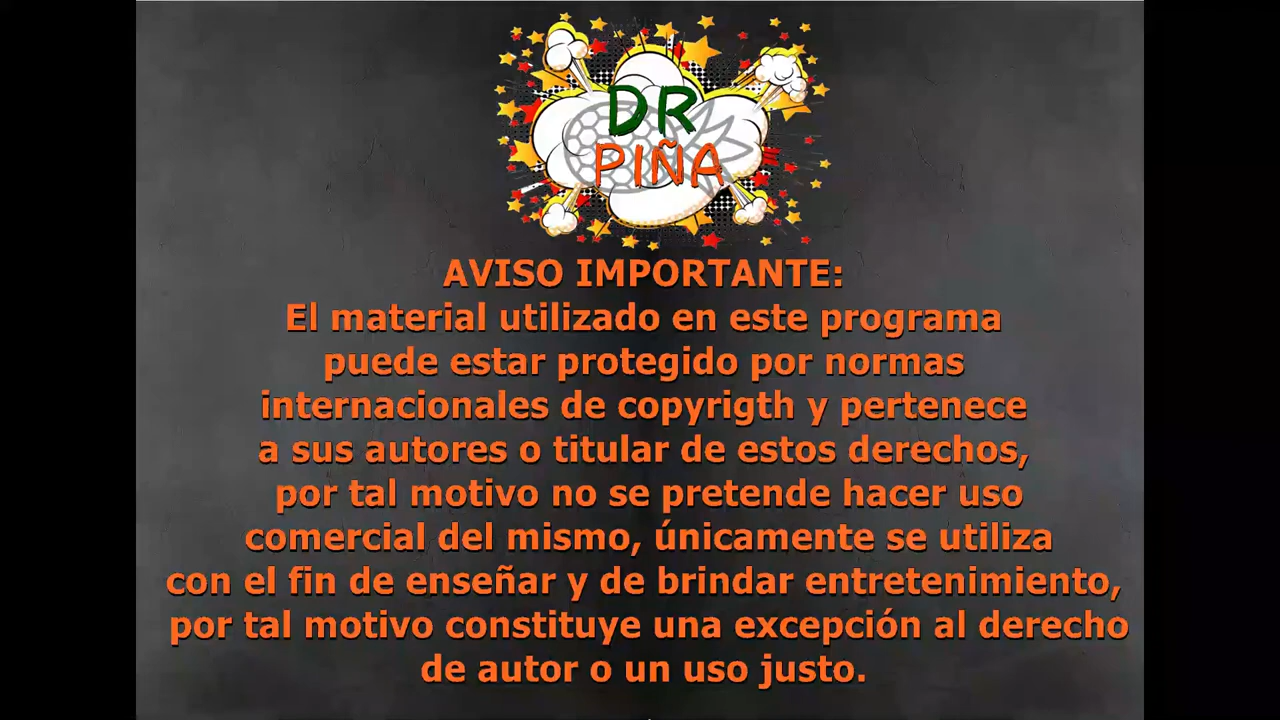 DR
PIÑA
AVISO IMPORTANTE:
El material utilizado en este programa
puede estar protegido por normas
internacionales de copyrigth y pertenece
a sus autores o titular de estos derechos,
por tal motivo no se pretende hacer uso
comercial del mismo, únicamente se utiliza
con el fin de enseñar y de brindar entretenimiento,
por tal motivo constituye una excepción al derecho
de autor o un uso justo.